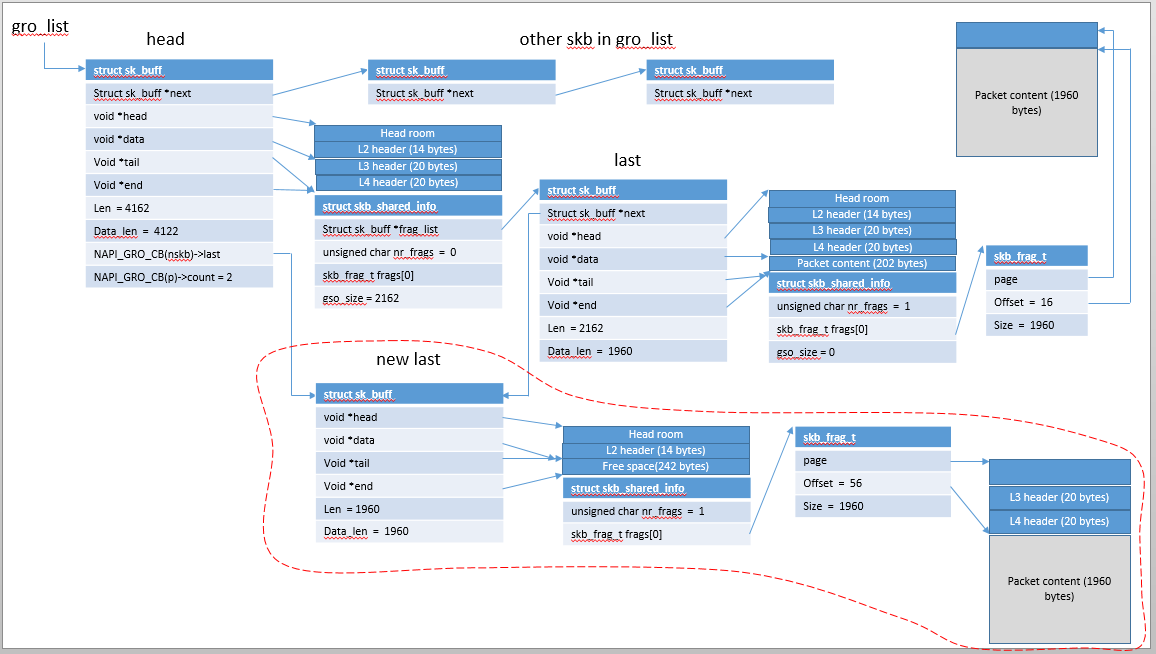 gro_list
head
other skb in gro_list
struct sk_buff
Struct sk_buff *next
void *head
void *data
Void *tail
Void *end
Len = 4162
Data_len = 4122
NAPI_GRO_CB(nskb)->last
NAPI_GRO_CB(p)->count = 2
struct sk_buff
Struct sk_buff *next
struct sk_buff
Struct sk_buff *next
Packet content (1960
bytes)
Head room
L2 header (14 bytes)
L3 header (20 bytes)
L4 header (20 bytes)
struct skb_shared_info
Struct sk_buff *frag_list
unsigned char nr_frags = 0
skb_frag_t frags[0]
gso_size = 2162
last
struct sk_buff
Struct sk_buff *next
void *head
void *data
Void *tail
Void *end
Len = 2162
Data_len = 1960
Head room
L2 header (14 bytes)
L3 header (20 bytes)
L4 header (20 bytes)
Packet content (202 bytes)
struct skb_shared_info
unsigned char nr_frags = 1
skb_frag_t frags[0]
gso_size = 0
skb_frag_t
page
Offset = 16
Size = 1960
new last
struct sk_buff
void *head
void *data
Void *tail
Void *end
Len = 1960
Data_len = 1960
Head room
L2 header (14 bytes)
Free space(242 bytes)
struct skb_shared_info
unsigned char nr_frags = 1
skb_frag_t frags[0]
skb_frag_t
page
Offset = 56
Size = 1960
L3 header (20 bytes)
L4 header (20 bytes)
Packet content (1960
bytes)